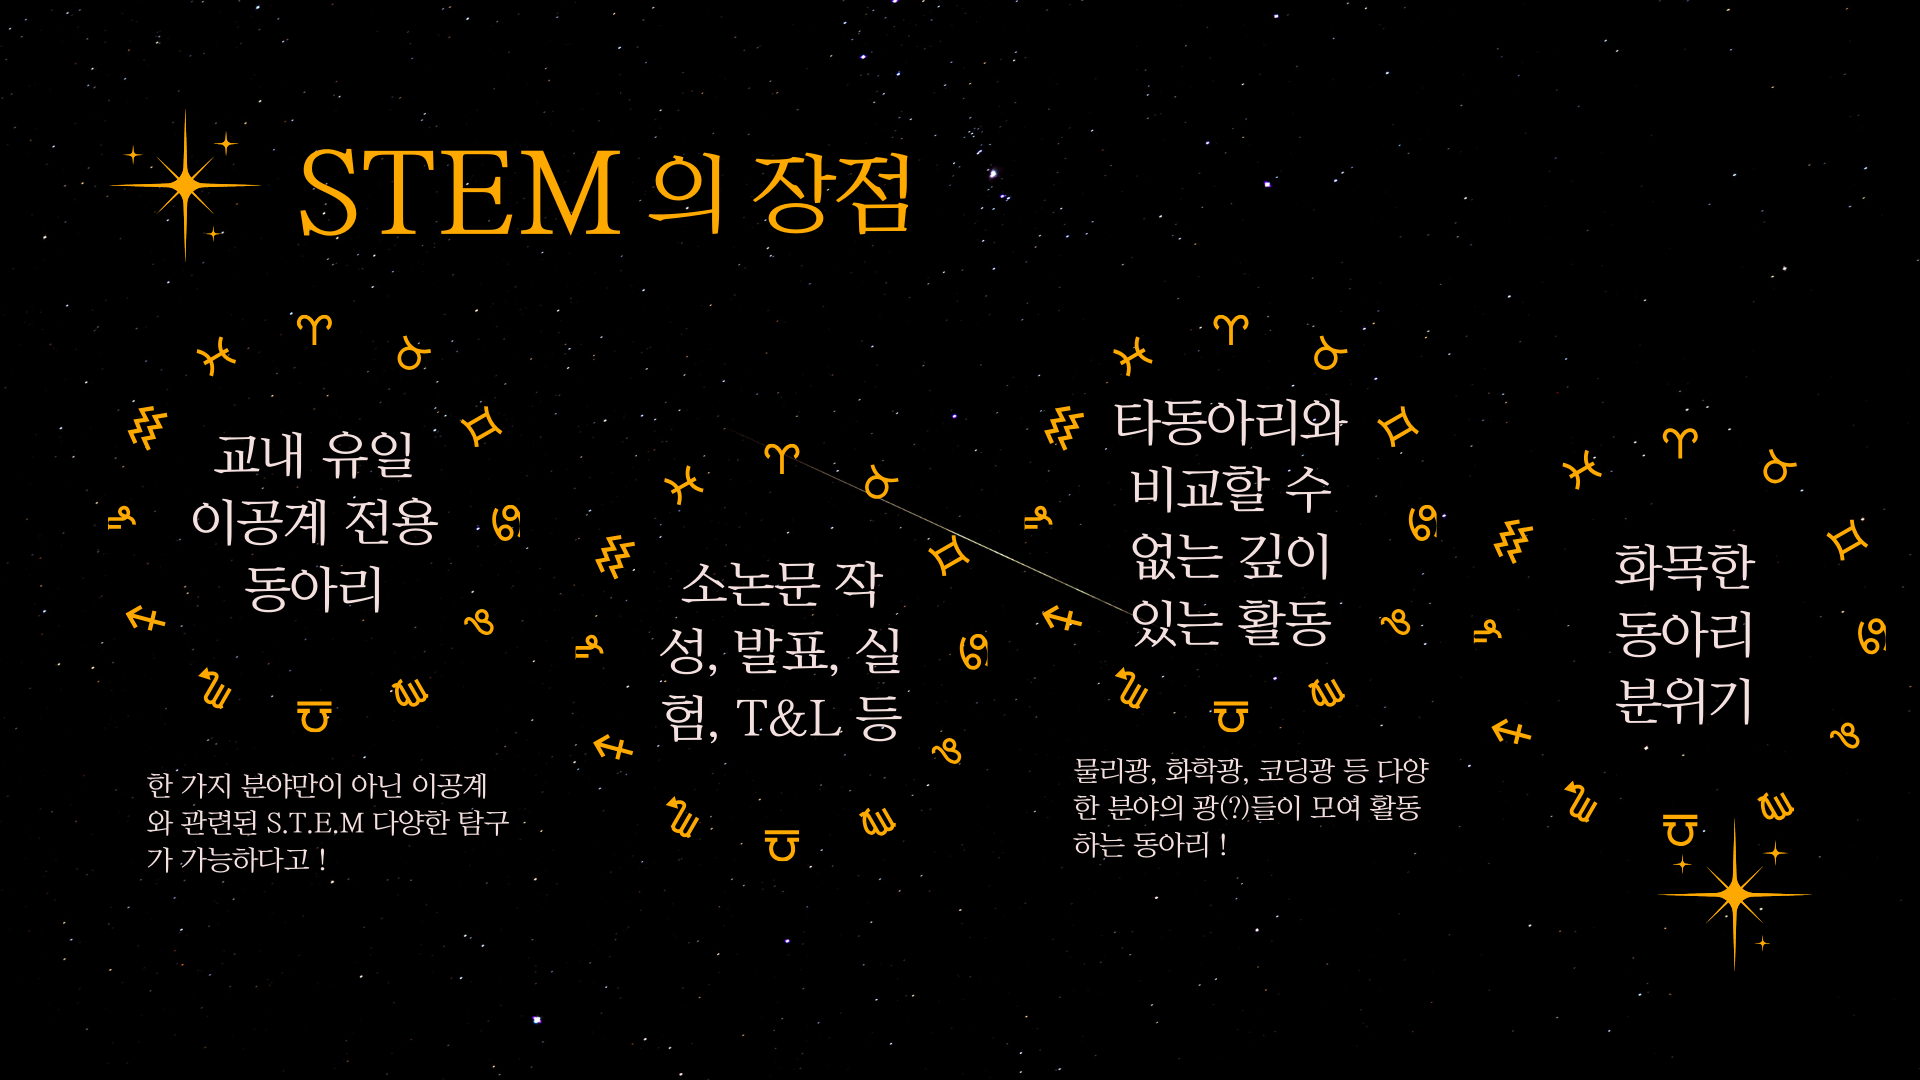 STEM 의 장점
교내 유일
이공계 전용
동아리
한 가지 분야만이 아닌 이공계
와 관련된 S.T.E.M 다양한 탐구
가 가능하다고 !
소논문 작
성, 발표, 실
험, T&L 등
타동아리와
비교할 수
없는 깊이
있는 활동
물리광, 화학광, 코딩광 등 다양
한 분야의 광(?)들이 모여 활동
하는 동아리 !
화목한
동아리
분위기